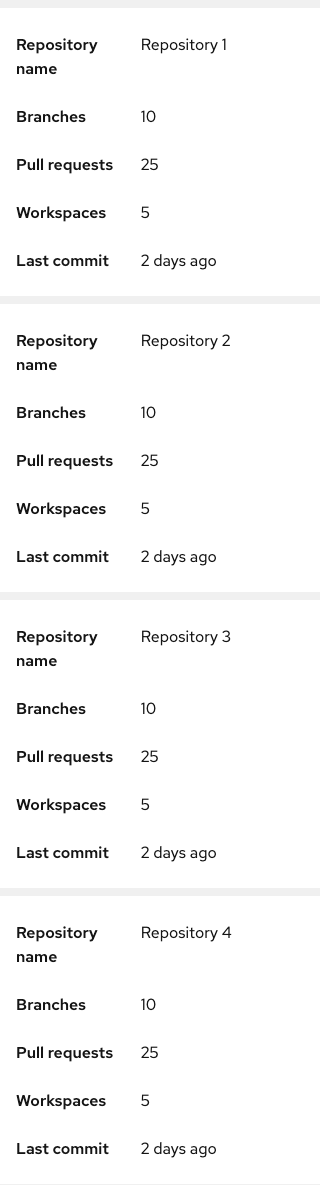 Repository Repository 1
name
Branches 10
Pull requests 25
Workspaces 5
Last commit 2 days ago
Repository Repository 2
name
Branches 10
Pull requests 25
Workspaces 5
Last commit 2 days ago
Repository Repository 3
name
Branches 10
Pull requests 25
Workspaces 5
Last commit 2 days ago
Repository Repository 4
name
Branches 10
Pull requests 25
Workspaces 5
Last commit 2 days ago